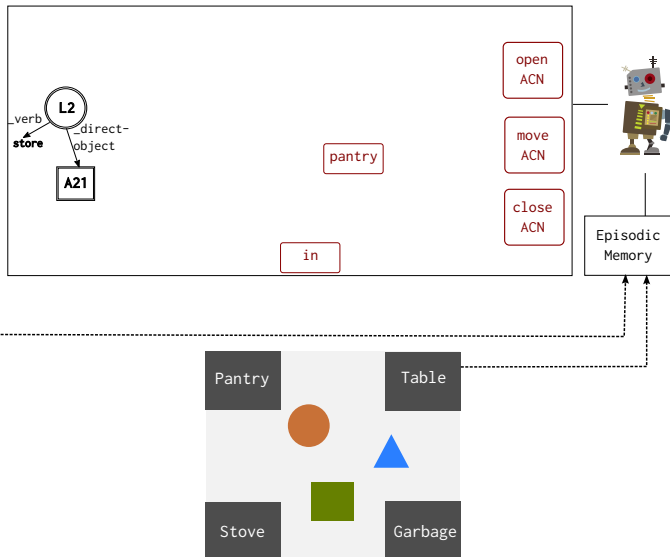 open
ACN
L2
_verb
_direct-
object
store
move
ACN
pantry
A21
close
ACN
in
Episodic
Memory
Pantry
Table
Stove
Garbage